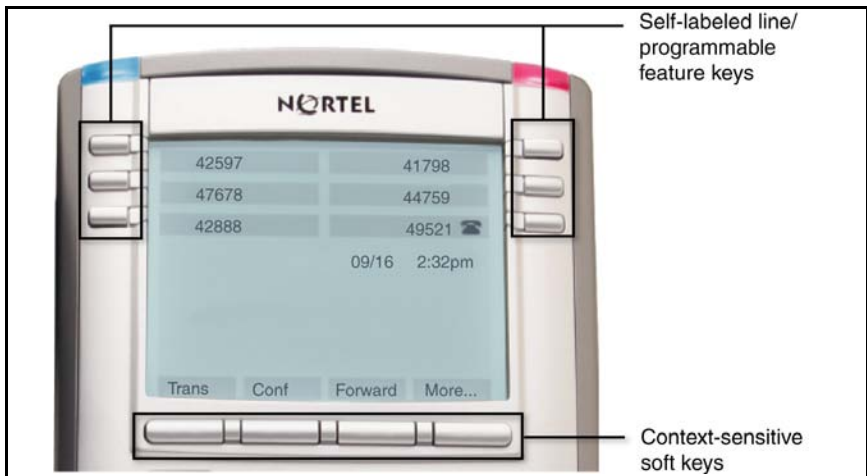 Self-labeled line/
programmable
feature keys
NORTEL
42597 41798
47678 44759
42888 49521
09/16 2:32pm
Trans Conf Forward More...
Context-sensitive
soft keys